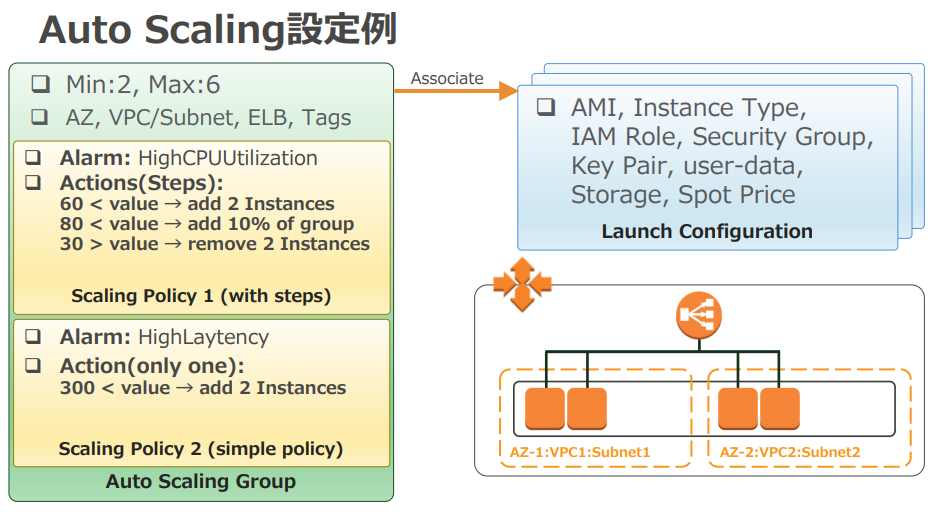 Auto Scaling設定例
Min:2, Max:6
AZ, VPC/Subnet, ELB, Tags
Alarm: HighCPUUtilization
Actions(Steps):
60 < value → add 2 Instances
80 < value → add 10% of group
30 > value → remove 2 Instances
Scaling Policy 1 (with steps)
Alarm: HighLaytency
Action(only one):
300 < value → add 2 Instances
Scaling Policy 2 (simple policy)
Auto Scaling Group
Associate
AMI, Instance Type,
IAM Role, Security Group,
Key Pair, user-data,
Storage, Spot Price
Launch Configuration
AZ-1:VPC1:Subnet1
AZ-2:VPC2:Subnet2